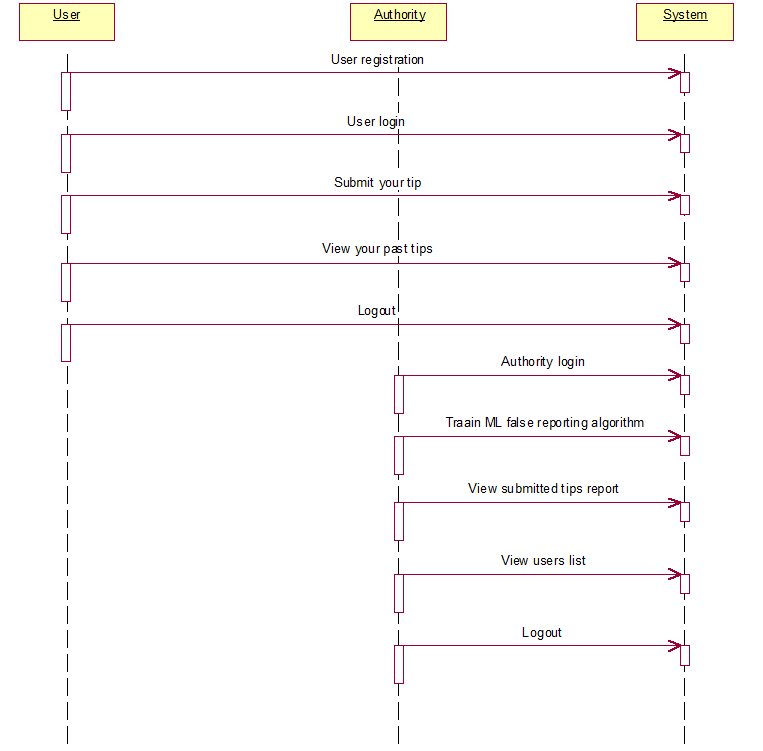 User
Authority
System
User registration
User login
Submit your tip
View your past tips
Logout
Authority login
Traain ML false reporting algorithm
View submitted tips report
View users list
Logout